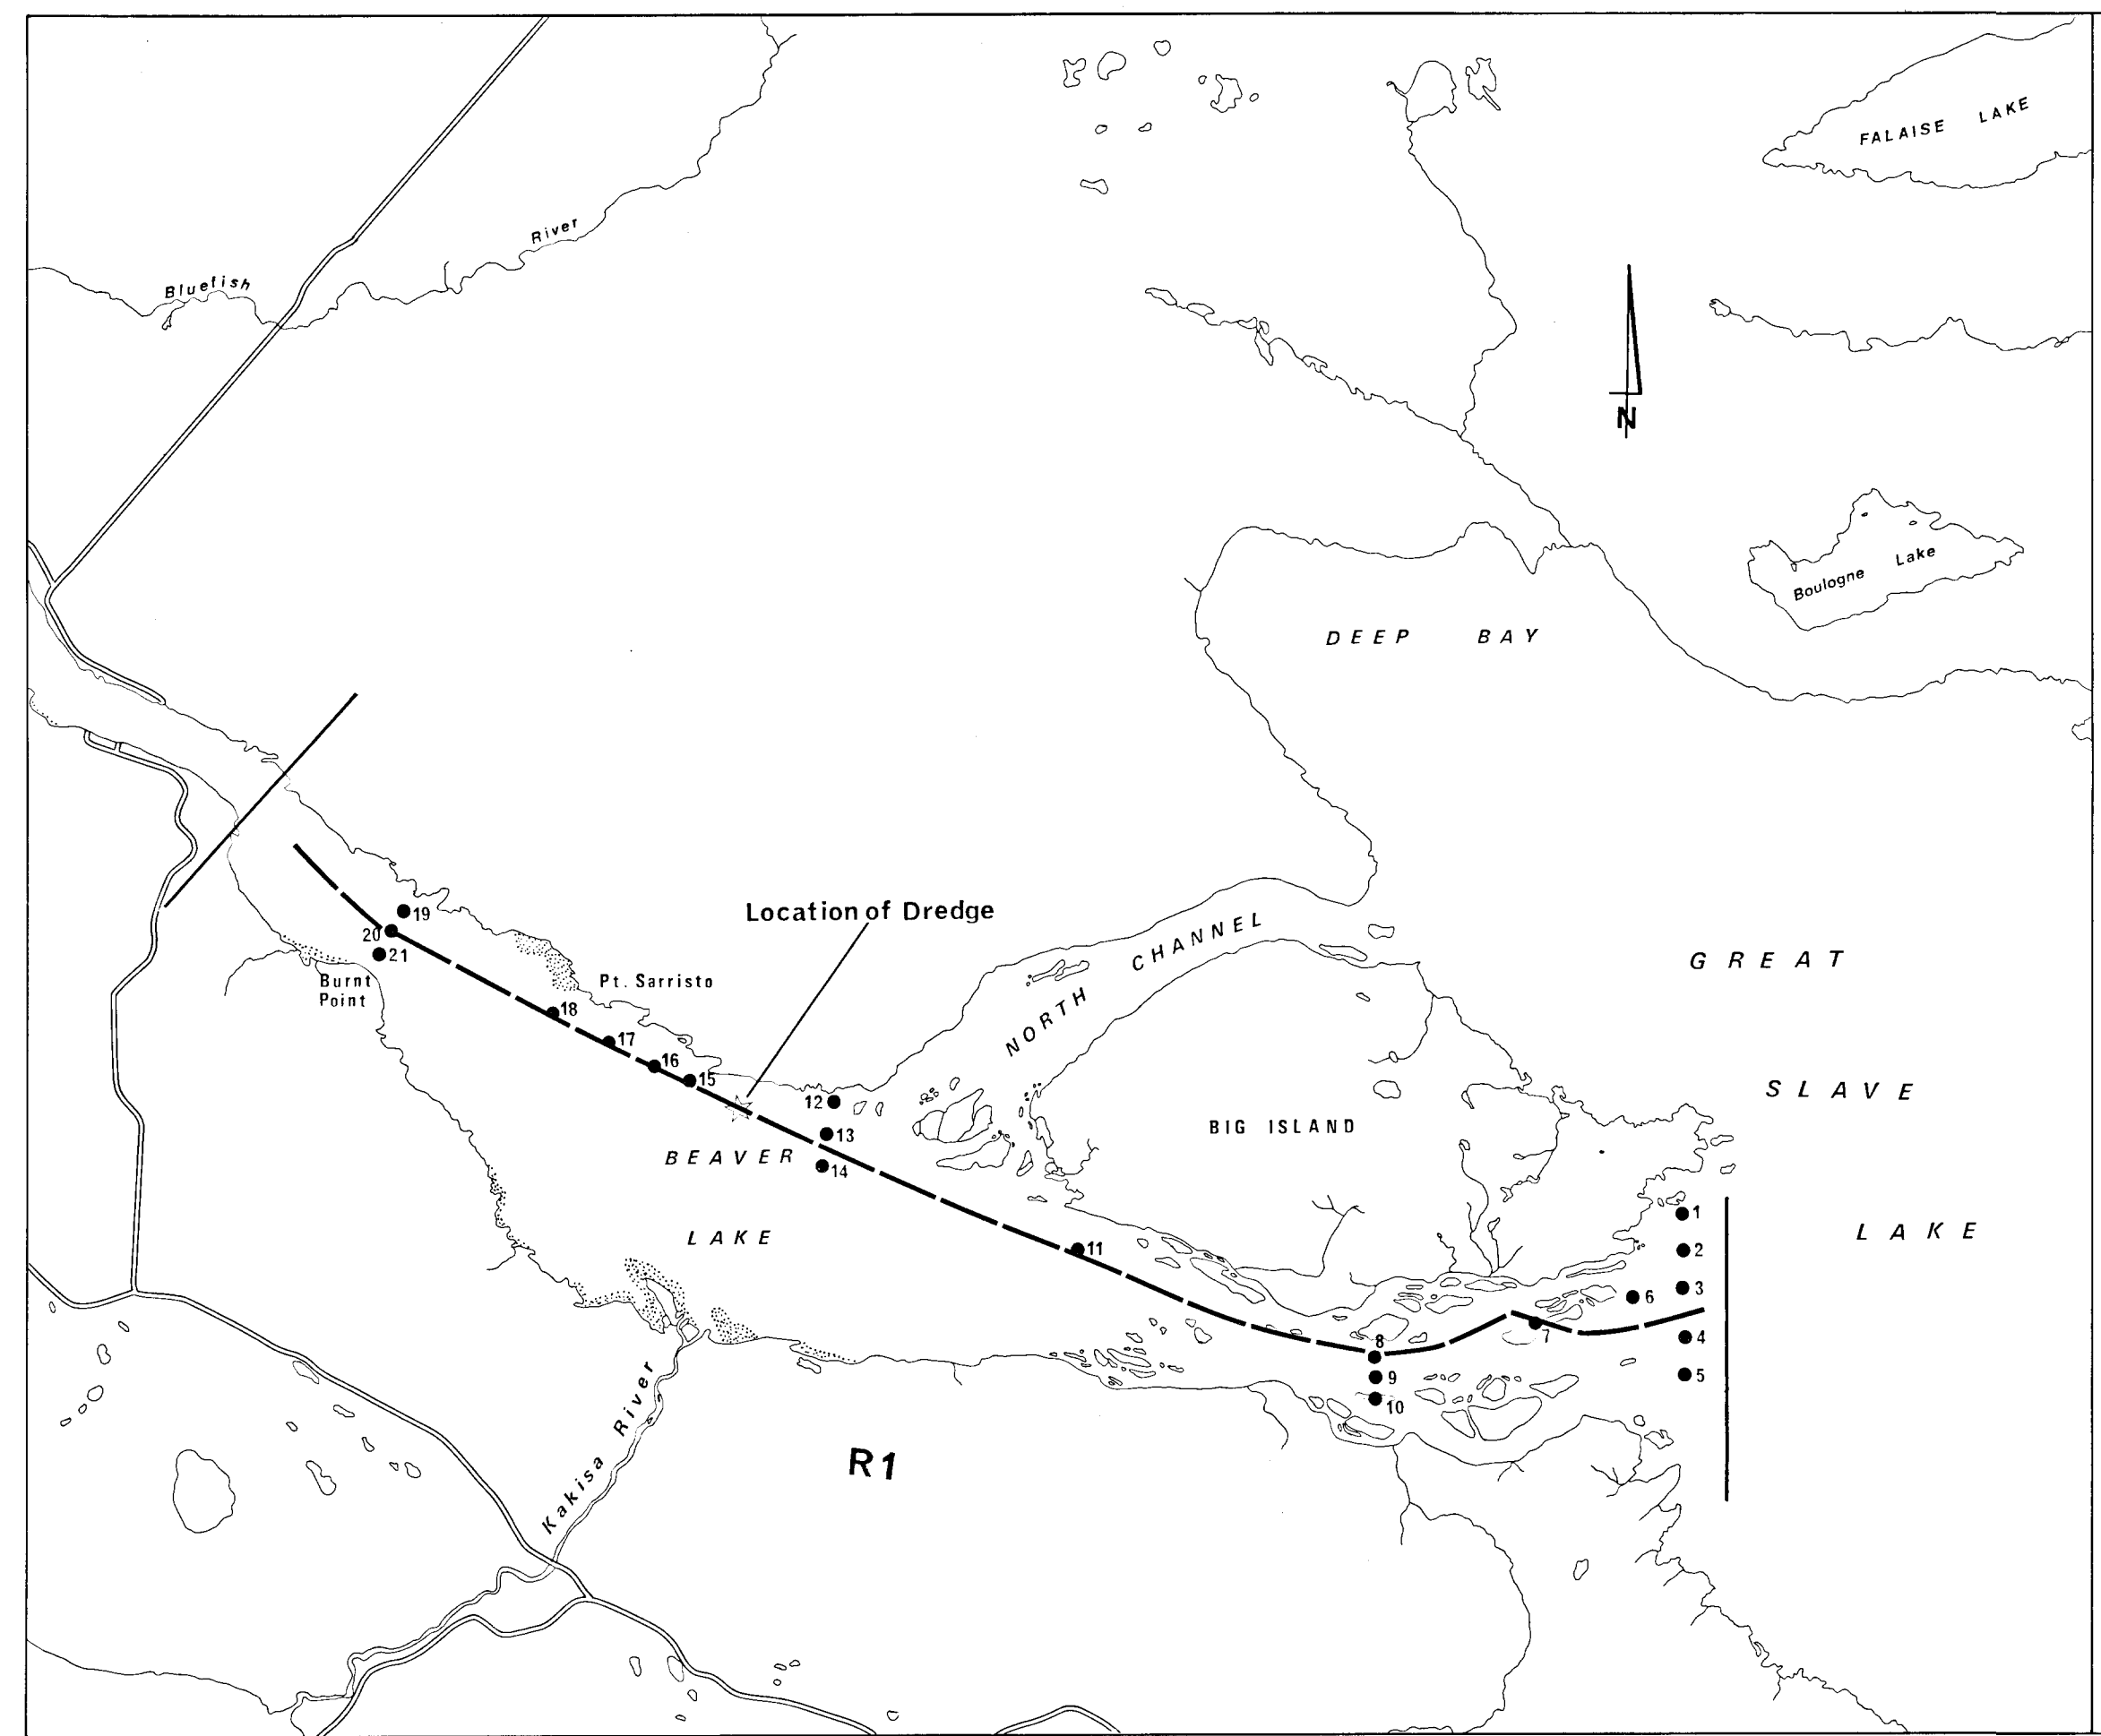 FALAISE LAKE
Bluefish River
N
Boulogne Lake
DEEP BAY
Location of Dredge
NORTH CHANNEL
GREAT
SLAVE
LAKE
19
20
21
Burnt
Point
Pt. Sarristo
18
17
16
15
12
13
14
BEAVER
LAKE
BIG ISLAND
11
1
2
3
4
5
6
7
8
9
10
Kakisa River
R1